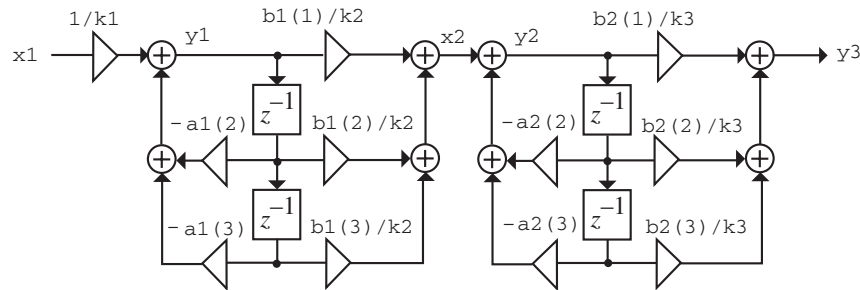 1/k1
b1(1)/k2
b2(1)/k3
x1
y1
x2
y2
y3
z⁻¹
z⁻¹
-a1(2)
b1(2)/k2
-a2(2)
b2(2)/k3
z⁻¹
z⁻¹
-a1(3)
b1(3)/k2
-a2(3)
b2(3)/k3